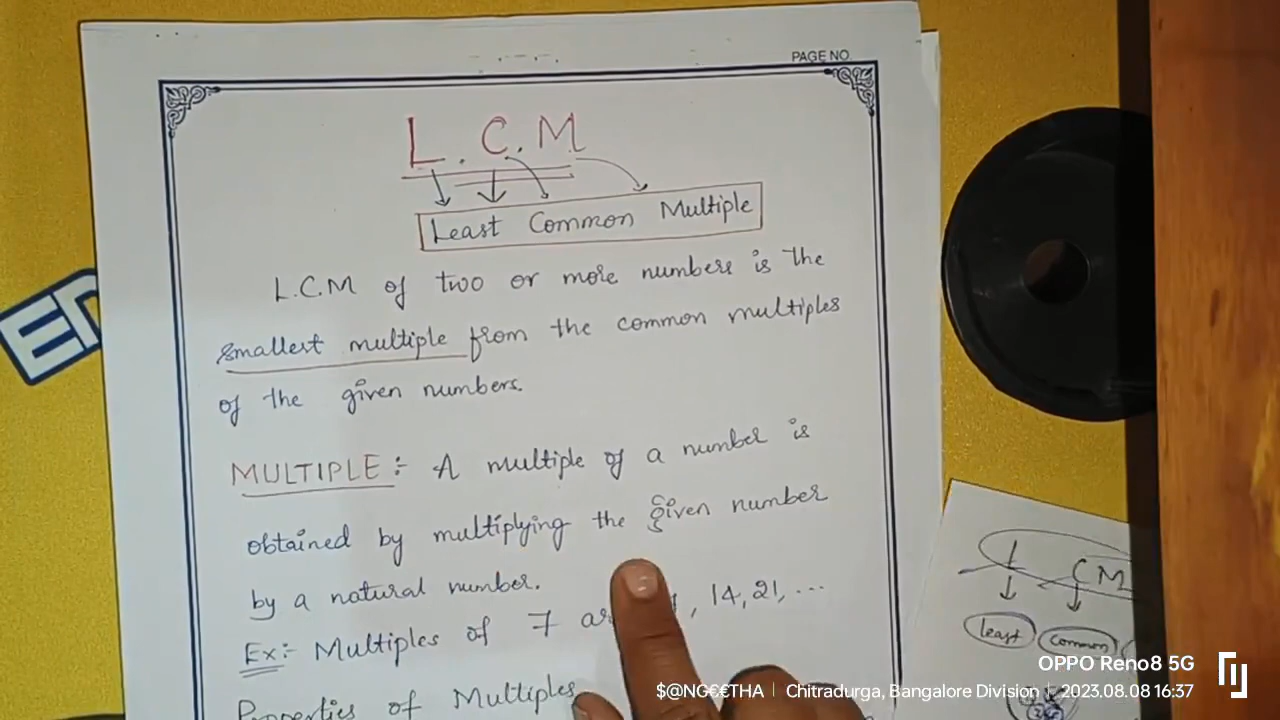 PAGE NO.
L.C.M
Least Common Multiple
L.C.M of two or more numbers is the
smallest multiple from the common multiples
of the given numbers.
MULTIPLE:- A multiple of a number is
obtained by multiplying the given number
by a natural number.
Ex:- Multiples of 7 are 7, 14, 21, ...
Properties of Multiples
L CM
least common
OPPO Reno8 5G
$@NG€€THA | Chitradurga, Bangalore Division | 2023.08.08 16:37